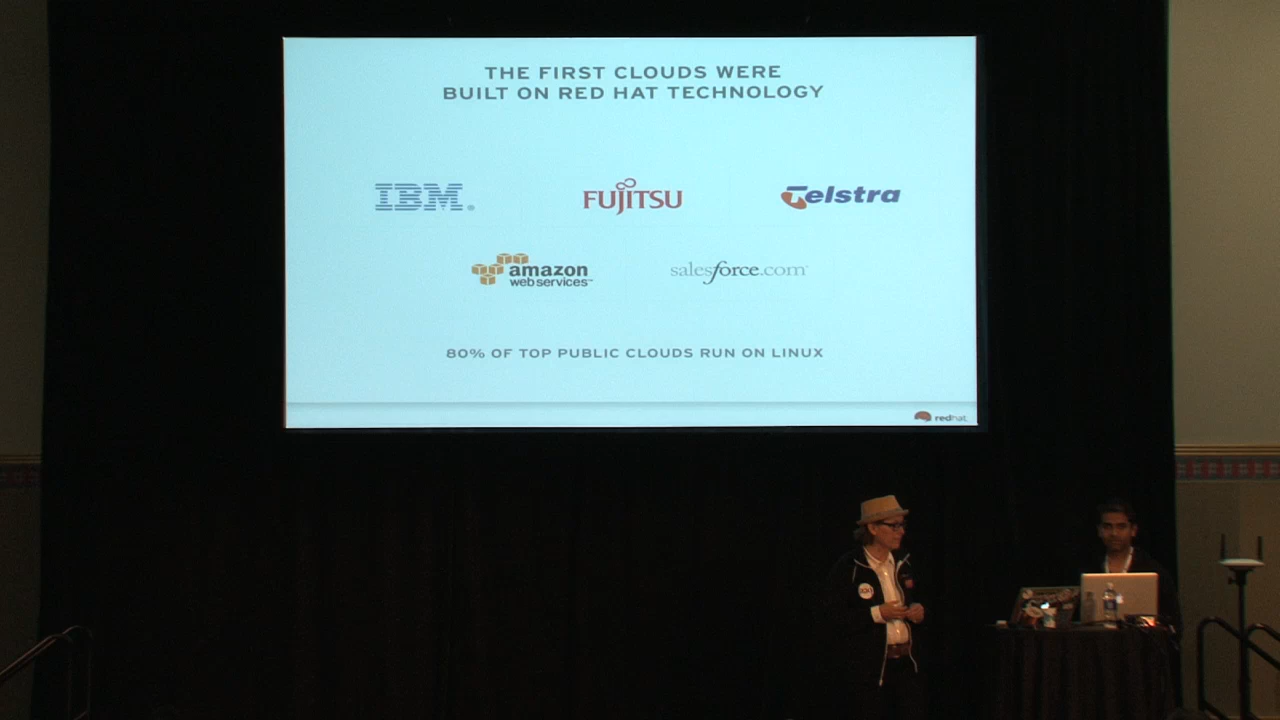 THE FIRST CLOUDS WERE
BUILT ON RED HAT TECHNOLOGY
IBM®
FUJITSU
Telstra
amazon
web services™
salesforce.com
80% OF TOP PUBLIC CLOUDS RUN ON LINUX
redhat